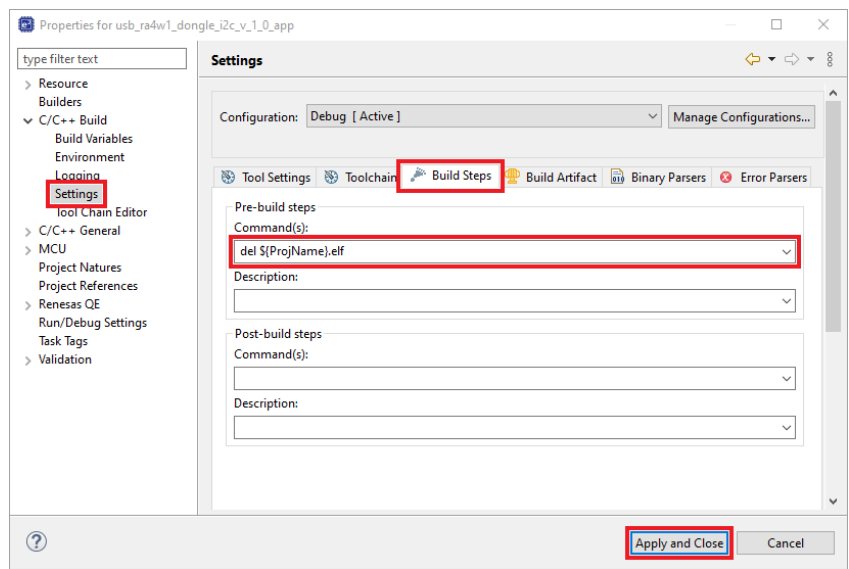 Properties for usb_ra4w1_dongle_i2c_v_1_0_app
type filter text
Resource
Builders
C/C++ Build
Build Variables
Environment
Logging
Settings
Tool Chain Editor
C/C++ General
MCU
Project Natures
Project References
Renesas QE
Run/Debug Settings
Task Tags
Validation
Settings
Configuration: Debug [ Active ] Manage Configurations...
Tool Settings Toolchain Build Steps Build Artifact Binary Parsers Error Parsers
Pre-build steps
Command(s):
del ${ProjName}.elf
Description:
Post-build steps
Command(s):
Description:
Apply and Close Cancel